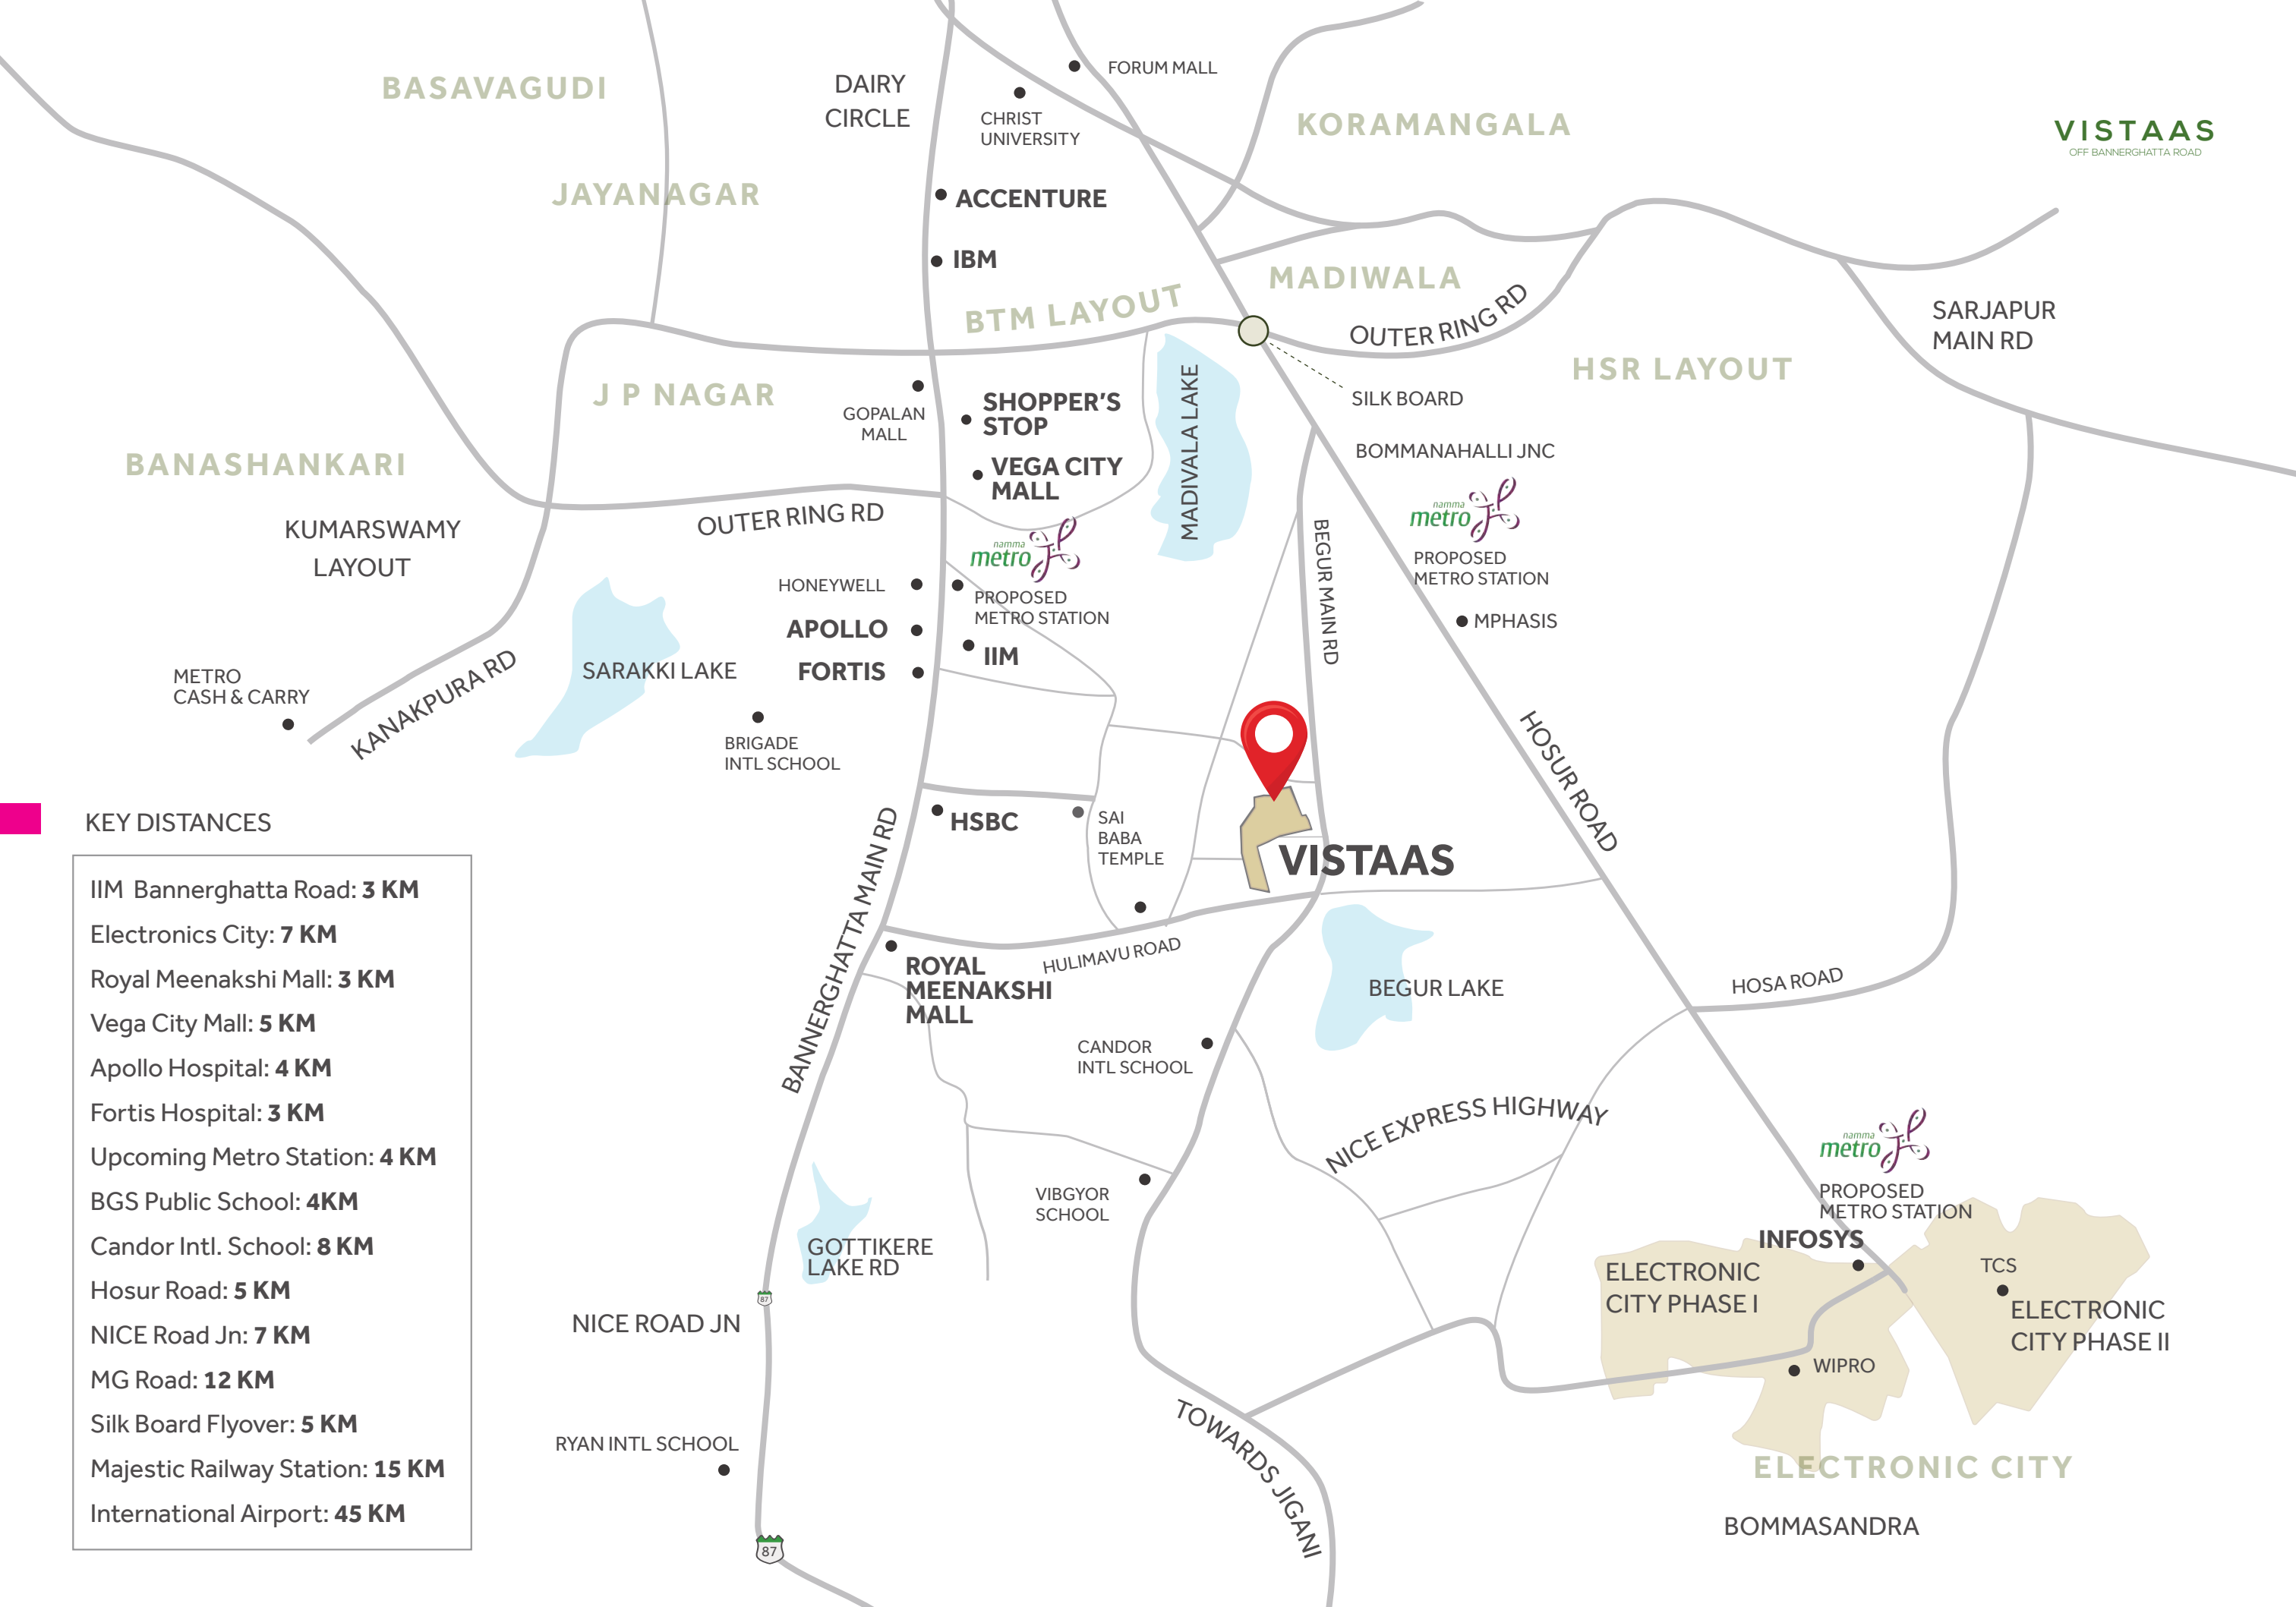 BASAVAGUDI
DAIRY
CIRCLE
FORUM MALL
CHRIST
UNIVERSITY
KORAMANGALA
VISTAAS
OFF BANNERGHATTA ROAD
JAYANAGAR
ACCENTURE
IBM
BTM LAYOUT
MADIWALA
OUTER RING RD
SARJAPUR
MAIN RD
HSR LAYOUT
J P NAGAR
GOPALAN
MALL
SHOPPER'S
STOP
MADIVALA LAKE
SILK BOARD
BANASHANKARI
VEGA CITY
MALL
BOMMANAHALLI JNC
KUMARSWAMY
LAYOUT
OUTER RING RD
namma
metro
PROPOSED
METRO STATION
BEGUR MAIN RD
namma
metro
PROPOSED
METRO STATION
MPHASIS
HONEYWELL
APOLLO
FORTIS
IIM
SARAKKI LAKE
METRO
CASH & CARRY
KANAKPURA RD
BRIGADE
INTL SCHOOL
HOSUR ROAD
HSBC
SAI
BABA
TEMPLE
VISTAAS
BANNERGHATTA MAIN RD
ROYAL
MEENAKSHI
MALL
HULIMAVU ROAD
BEGUR LAKE
HOSA ROAD
CANDOR
INTL SCHOOL
NICE EXPRESS HIGHWAY
namma
metro
PROPOSED
METRO STATION
VIBGYOR
SCHOOL
GOTTIKERE
LAKE RD
INFOSYS
ELECTRONIC
CITY PHASE I
TCS
ELECTRONIC
CITY PHASE II
87
NICE ROAD JN
WIPRO
RYAN INTL SCHOOL
TOWARDS JIGANI
ELECTRONIC CITY
BOMMASANDRA
87
KEY DISTANCES
IIM Bannerghatta Road: 3 KM
Electronics City: 7 KM
Royal Meenakshi Mall: 3 KM
Vega City Mall: 5 KM
Apollo Hospital: 4 KM
Fortis Hospital: 3 KM
Upcoming Metro Station: 4 KM
BGS Public School: 4KM
Candor Intl. School: 8 KM
Hosur Road: 5 KM
NICE Road Jn: 7 KM
MG Road: 12 KM
Silk Board Flyover: 5 KM
Majestic Railway Station: 15 KM
International Airport: 45 KM